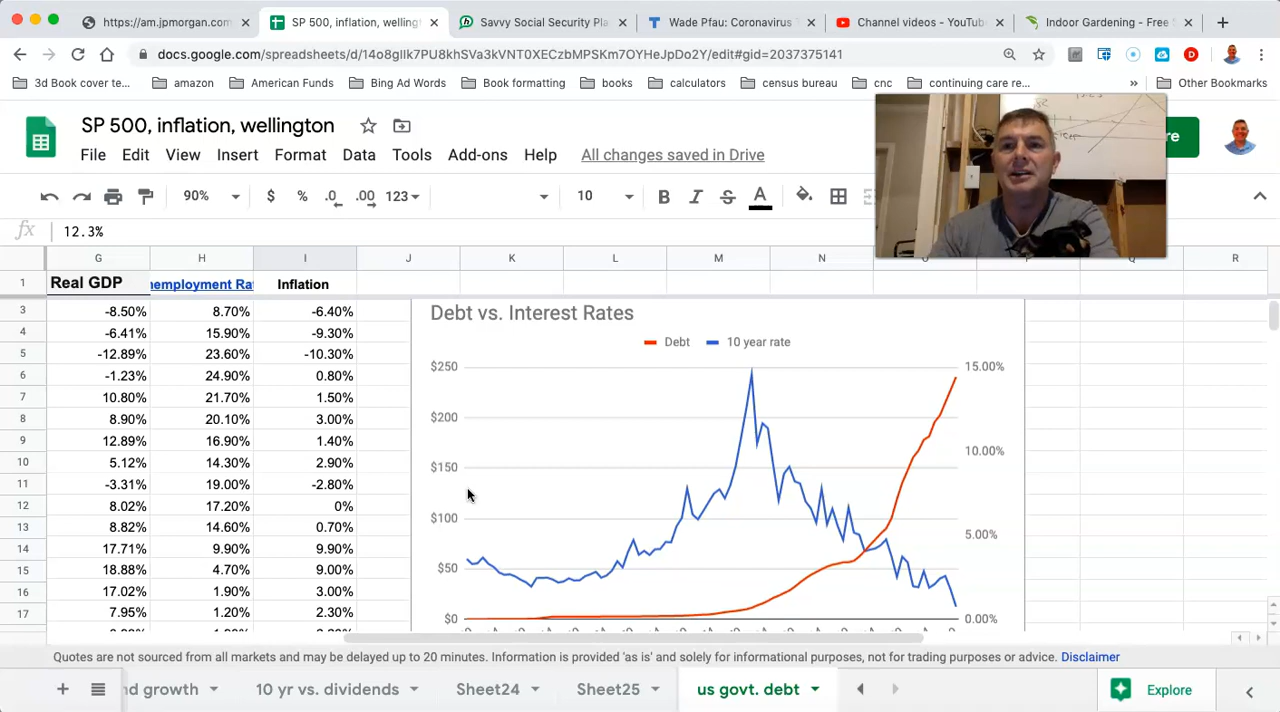 https://am.jpmorgan.com
SP 500, inflation, welling
Savvy Social Security Pla
Wade Pfau: Coronavirus
Channel videos - YouTube
Indoor Gardening - Free
docs.google.com/spreadsheets/d/14o8gIIk7PU8khSVa3kVNT0XECzbMPSKm7OYHeJpDo2Y/edit#gid=2037375141
3d Book cover te...
amazon
American Funds
Bing Ad Words
Book formatting
books
calculators
census bureau
cnc
continuing care re...
»
Other Bookmarks
SP 500, inflation, wellington
File Edit View Insert Format Data Tools Add-ons Help All changes saved in Drive
re
90% $ % .0 .00 123 10 B I S A
fx 12.3%
G H I J K L M N R
1 Real GDP nemployment Ra Inflation
3 -8.50% 8.70% -6.40%
4 -6.41% 15.90% -9.30%
5 -12.89% 23.60% -10.30%
6 -1.23% 24.90% 0.80%
7 10.80% 21.70% 1.50%
8 8.90% 20.10% 3.00%
9 12.89% 16.90% 1.40%
10 5.12% 14.30% 2.90%
11 -3.31% 19.00% -2.80%
12 8.02% 17.20% 0%
13 8.82% 14.60% 0.70%
14 17.71% 9.90% 9.90%
15 18.88% 4.70% 9.00%
16 17.02% 1.90% 3.00%
17 7.95% 1.20% 2.30%
Debt vs. Interest Rates
Debt 10 year rate
$250 15.00%
$200
$150 10.00%
$100
5.00%
$50
$0 0.00%
Quotes are not sourced from all markets and may be delayed up to 20 minutes. Information is provided 'as is' and solely for informational purposes, not for trading purposes or advice. Disclaimer
nd growth
10 yr vs. dividends
Sheet24
Sheet25
us govt. debt
Explore